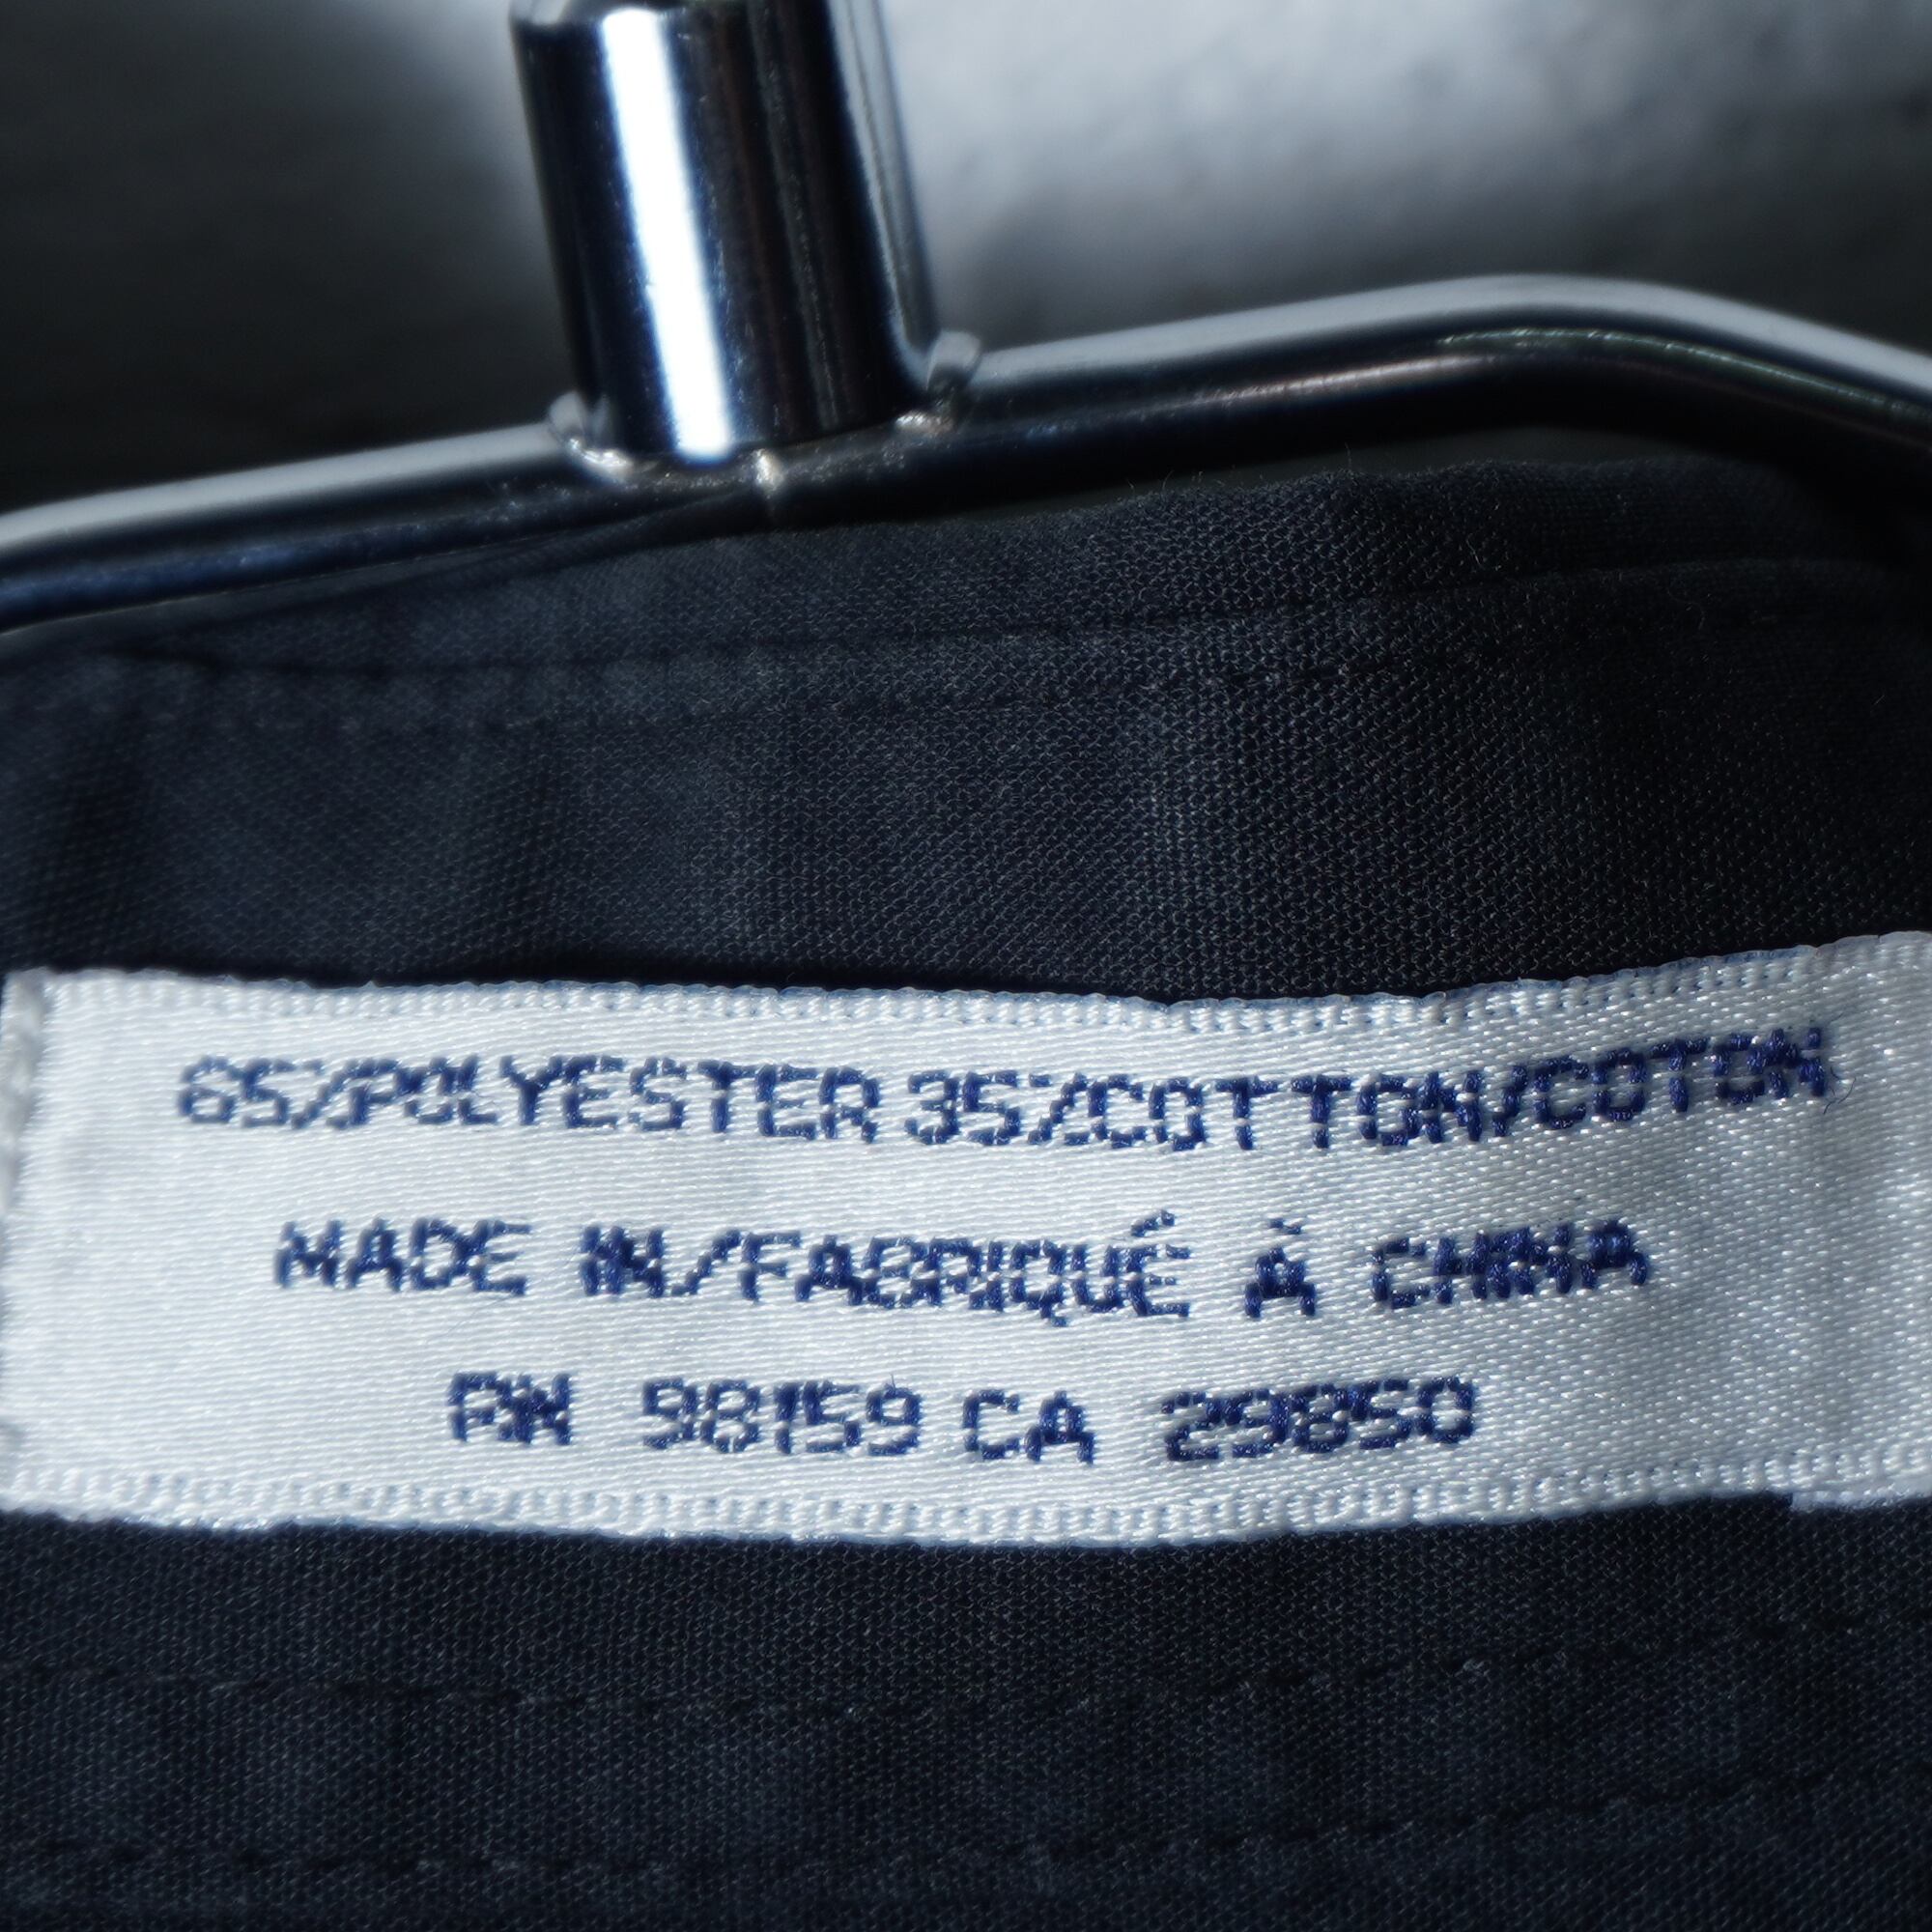 65%POLYESTER 35%COTTON/COTON
MADE IN/FABRIQUÉ À CHINA
RN 98159 CA 29850